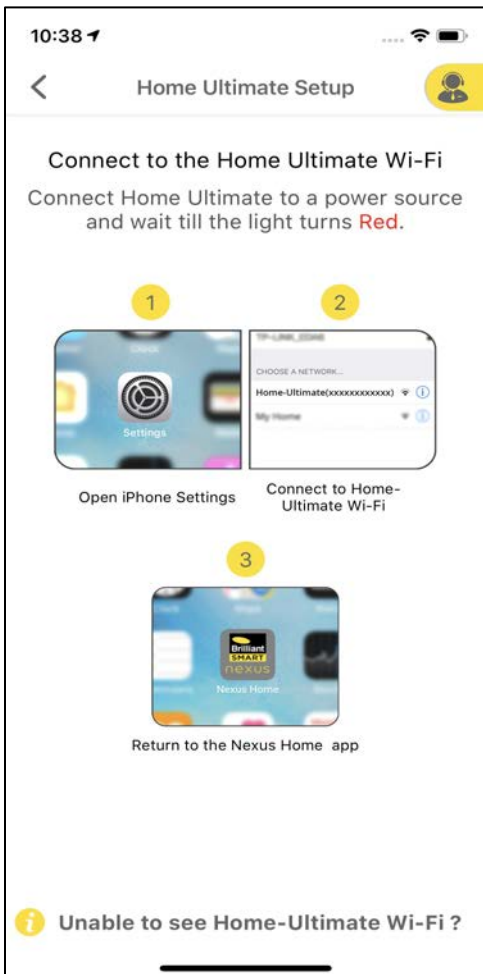 10:38
Home Ultimate Setup
Connect to the Home Ultimate Wi-Fi
Connect Home Ultimate to a power source
and wait till the light turns Red.
1
2
Settings
CHOOSE A NETWORK...
Home-Ultimate(xxxxxxxxxxxx)
My Home
Open iPhone Settings
Connect to Home-
Ultimate Wi-Fi
3
Brilliant
SMART
nexus
Nexus Home
Return to the Nexus Home app
Unable to see Home-Ultimate Wi-Fi ?